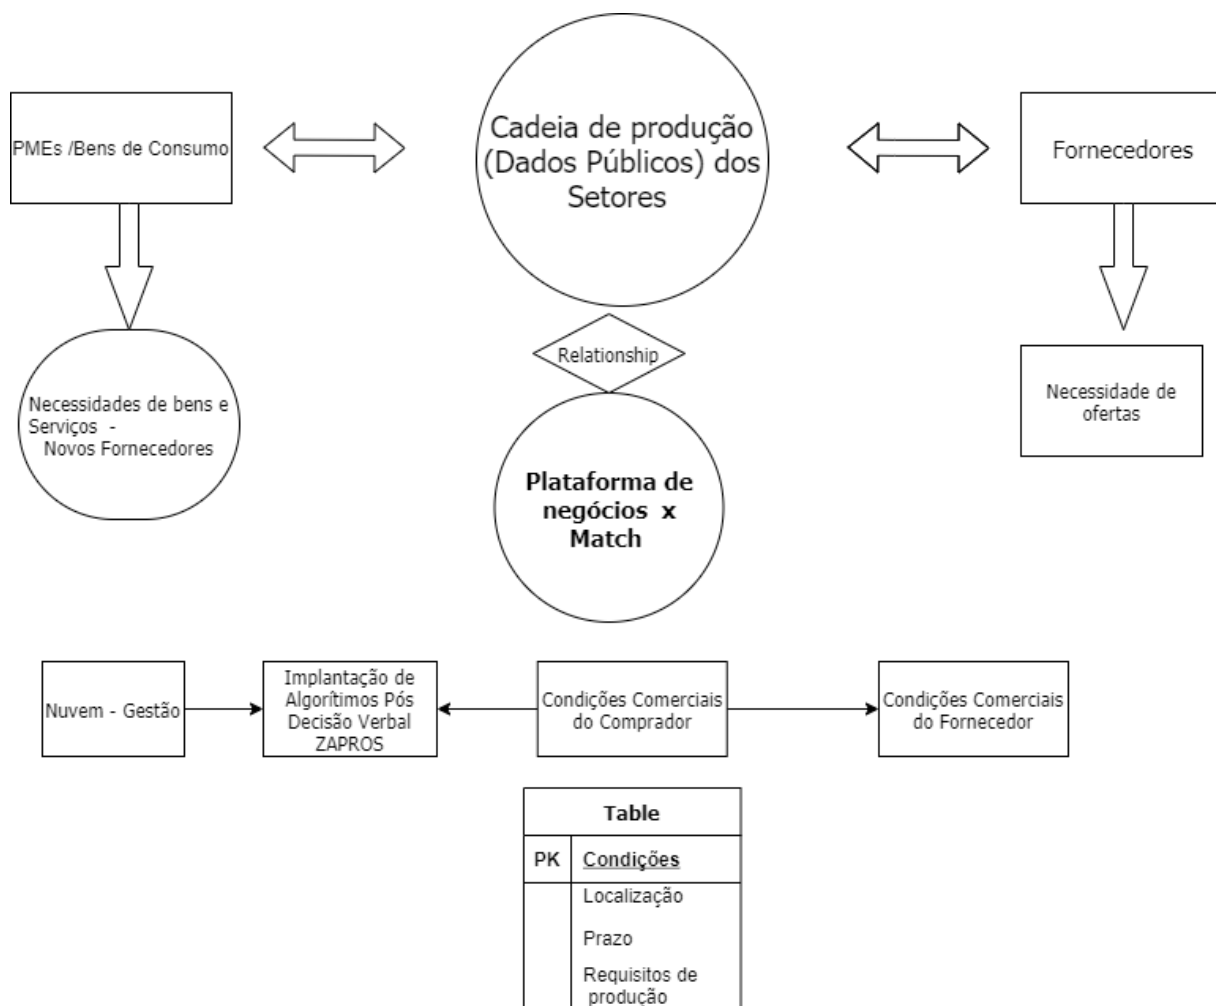 PMEs /Bens de Consumo
Cadeia de produção
(Dados Públicos) dos
Setores
Fornecedores
Relationship
Necessidades de bens e
Serviços -
Novos Fornecedores
Necessidade de
ofertas
Plataforma de
negócios x
Match
Nuvem - Gestão
Implantação de
Algorítimos Pós
Decisão Verbal
ZAPROS
Condições Comerciais
do Comprador
Condições Comerciais
do Fornecedor
Table
PK Condições
Localização
Prazo
Requisitos de
produção